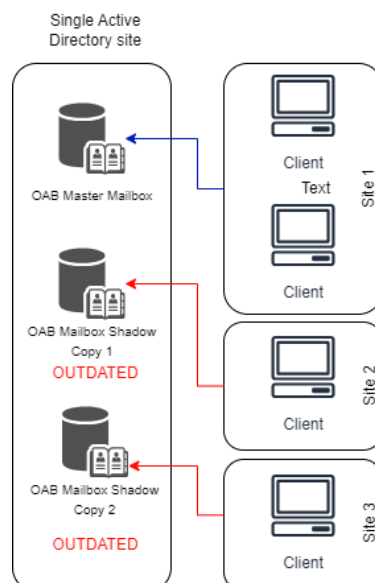 Single Active
Directory site
OAB Master Mailbox
OAB Mailbox Shadow
Copy 1
OUTDATED
OAB Mailbox Shadow
Copy 2
OUTDATED
Client
Text
Client
Site 1
Client
Site 2
Client
Site 3